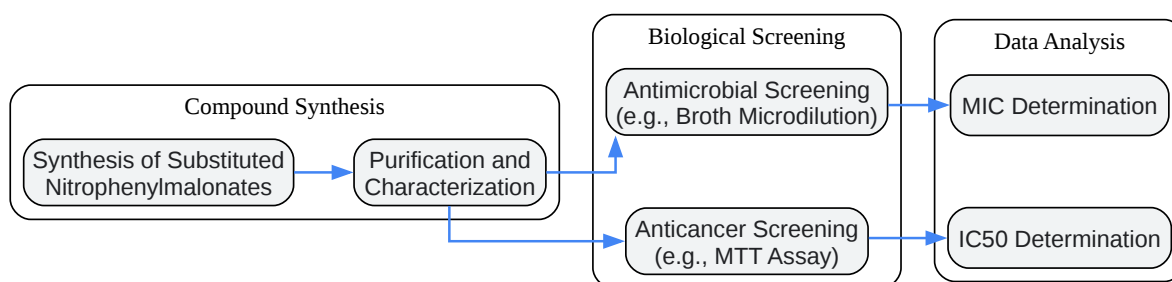 Compound Synthesis
Synthesis of Substituted
Nitrophenylmalonates
Purification and
Characterization
Biological Screening
Antimicrobial Screening
(e.g., Broth Microdilution)
Anticancer Screening
(e.g., MTT Assay)
Data Analysis
MIC Determination
IC50 Determination